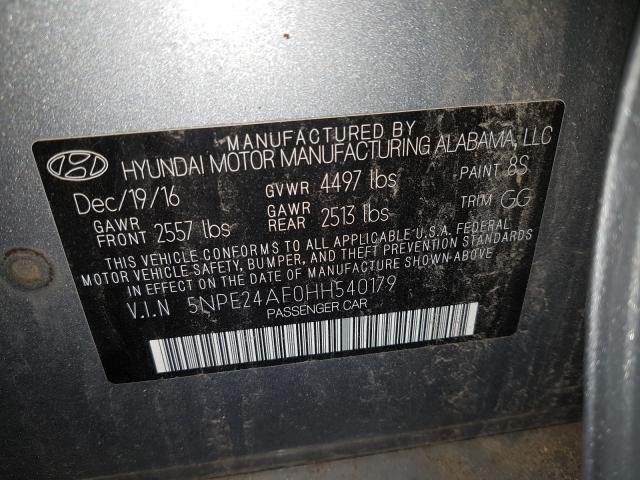 MANUFACTURED BY
HYUNDAI MOTOR MANUFACTURING ALABAMA, LLC
Dec/19/16 GVWR 4497 lbs PAINT 8S
GAWR FRONT 2557 lbs GAWR REAR 2513 lbs TRIM GG
THIS VEHICLE CONFORMS TO ALL APPLICABLE U.S.A. FEDERAL
MOTOR VEHICLE SAFETY, BUMPER, AND THEFT PREVENTION STANDARDS
IN EFFECT ON THE DATE OF MANUFACTURE SHOWN ABOVE
V.I.N 5NPE24AF0HH540179
PASSENGER CAR